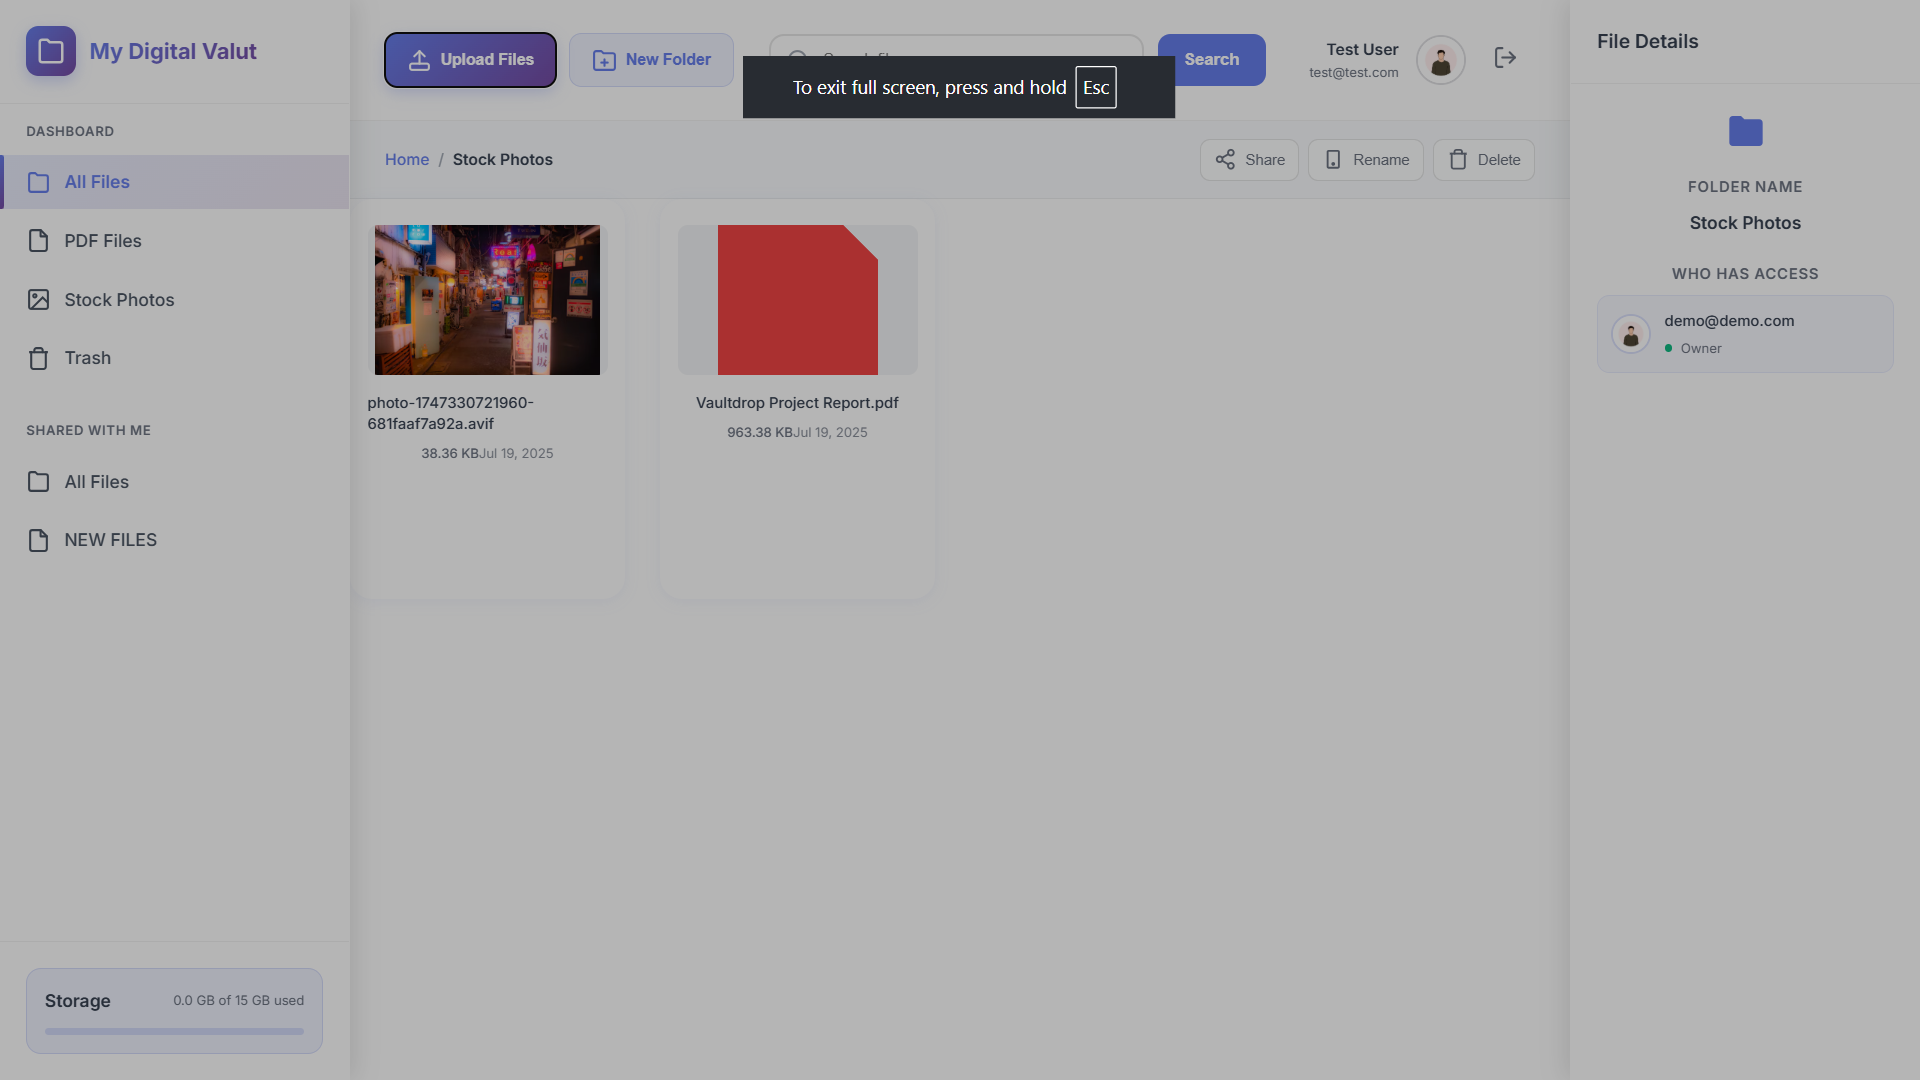 My Digital Valut
Upload Files
New Folder
Search
Test User
test@test.com
File Details
To exit full screen, press and hold Esc
DASHBOARD
All Files
PDF Files
Stock Photos
Trash
SHARED WITH ME
All Files
NEW FILES
Storage
0.0 GB of 15 GB used
Home / Stock Photos
Share
Rename
Delete
photo-1747330721960-
681faaf7a92a.avif
38.36 KBJul 19, 2025
Vaultdrop Project Report.pdf
963.38 KBJul 19, 2025
FOLDER NAME
Stock Photos
WHO HAS ACCESS
demo@demo.com
Owner